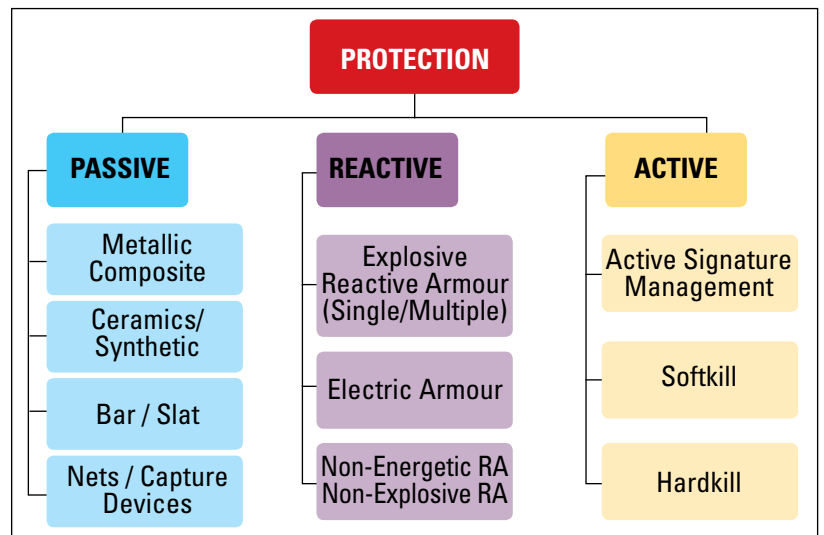 PROTECTION
PASSIVE
Metallic
Composite
Ceramics/
Synthetic
Bar / Slat
Nets / Capture
Devices
REACTIVE
Explosive
Reactive Armour
(Single/Multiple)
Electric Armour
Non-Energetic RA
Non-Explosive RA
ACTIVE
Active Signature
Management
Softkill
Hardkill